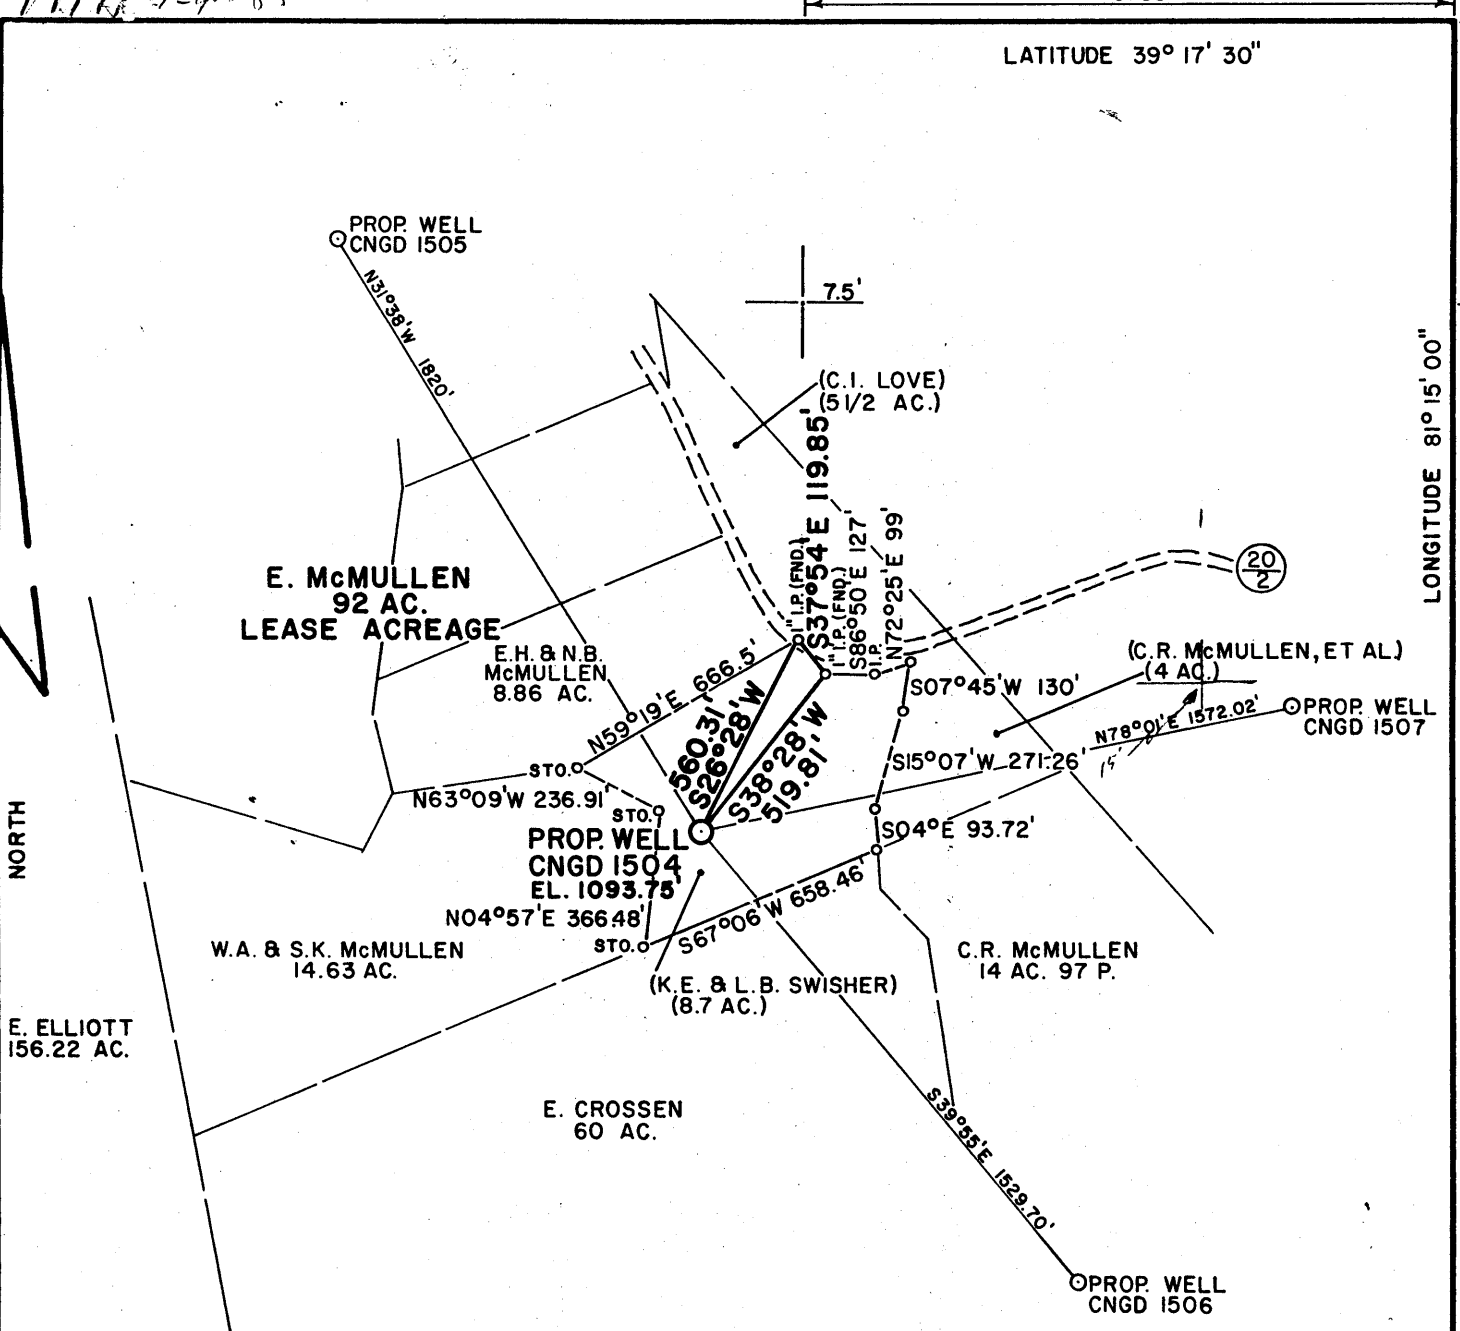 LATITUDE 39° 17' 30"
PROP. WELL
CNGD 1505
N31°38'W 1820'
7.5'
(C.I. LOVE)
(5 1/2 AC.)
LONGITUDE 81° 15' 00"
S37°54'E 119.85'
1" I.P. (FND.)
1" I.P. (FND.)
S86°50'E 127'
I.P.
N72°25'E 99'
20
2
E. McMULLEN
92 AC.
LEASE ACREAGE
E.H. & N.B.
McMULLEN
8.86 AC.
N59°19'E 666.5'
(C.R. McMULLEN, ET AL.)
(4 AC.)
S07°45'W 130'
560.31'
S26°28'W
S38°28'W
519.81'
N78°01'E 1572.02'
PROP. WELL
CNGD 1507
S15°07'W 271.26'
15'
STO.
N63°09'W 236.91'
STO.
S04°E 93.72'
PROP. WELL
CNGD 1504
EL. 1093.75'
NORTH
N04°57'E 366.48'
STO.
S67°06'W 658.46'
W.A. & S.K. McMULLEN
14.63 AC.
C.R. McMULLEN
14 AC. 97 P.
(K.E. & L.B. SWISHER)
(8.7 AC.)
E. ELLIOTT
156.22 AC.
E. CROSSEN
60 AC.
S39°55'E 1529.70'
PROP. WELL
CNGD 1506